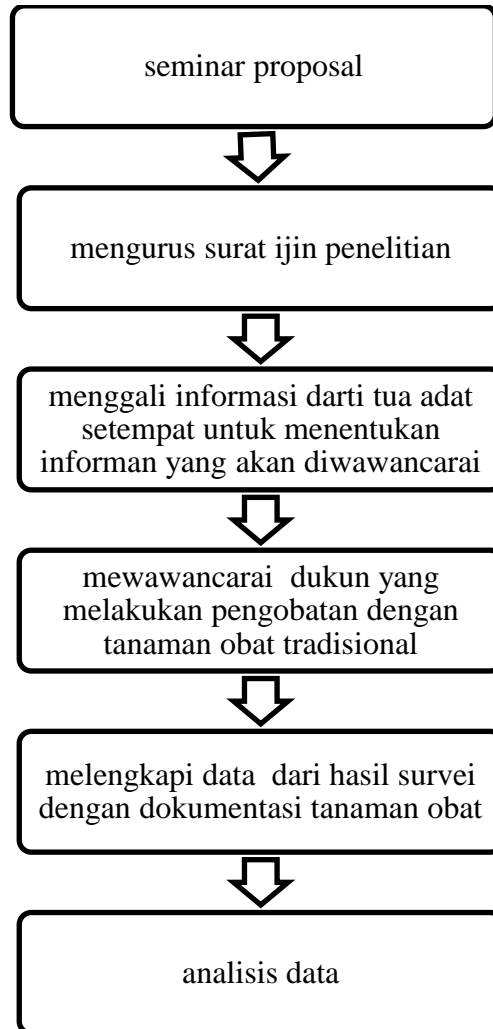 seminar proposal
mengurus surat ijin penelitian
menggali informasi darti tua adat
setempat untuk menentukan
informan yang akan diwawancarai
mewawancarai  dukun yang
melakukan pengobatan dengan
tanaman obat tradisional
melengkapi data  dari hasil survei
dengan dokumentasi tanaman obat
analisis data